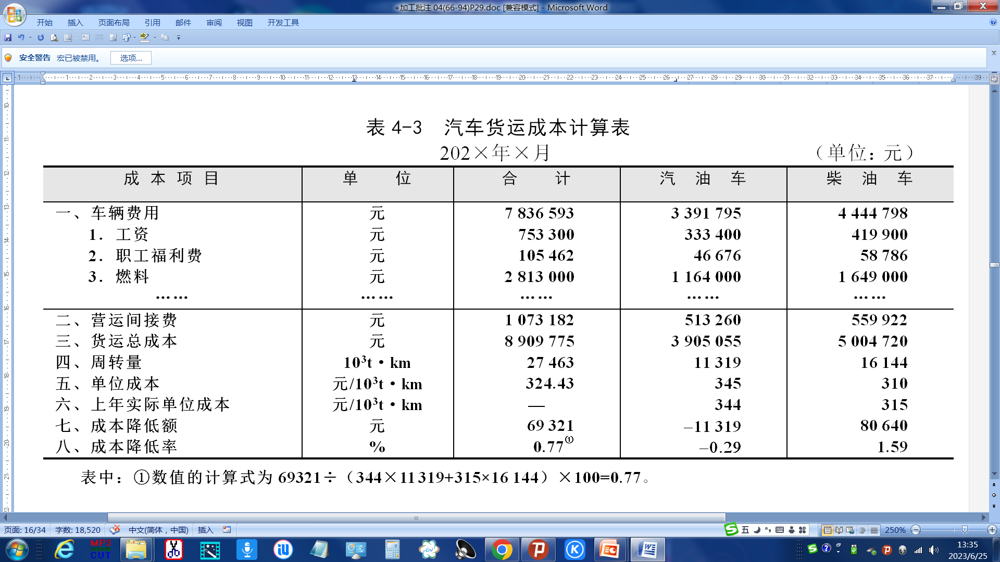 +加工批注 04(66-94)P29.doc [兼容模式] - Microsoft Word
开始 插入 页面布局 引用 邮件 审阅 视图 开发工具
安全警告 宏已被禁用。 选项...
表 4-3 汽车货运成本计算表
202×年×月 （单位：元）
成 本 项 目 单 位 合 计 汽 油 车 柴 油 车
一、车辆费用 元 7 836 593 3 391 795 4 444 798
1．工资 元 753 300 333 400 419 900
2．职工福利费 元 105 462 46 676 58 786
3．燃料 元 2 813 000 1 164 000 1 649 000
…… …… …… …… ……
二、营运间接费 元 1 073 182 513 260 559 922
三、货运总成本 元 8 909 775 3 905 055 5 004 720
四、周转量 10³t·km 27 463 11 319 16 144
五、单位成本 元/10³t·km 324.43 345 310
六、上年实际单位成本 元/10³t·km — 344 315
七、成本降低额 元 69 321 –11 319 80 640
八、成本降低率 % 0.77① –0.29 1.59
表中：①数值的计算式为 69321÷（344×11 319+315×16 144）×100=0.77。
页面: 16/34 字数: 18,520 中文(简体，中国) 插入 五 250%
MP3 CUT
13:35
2023/6/25